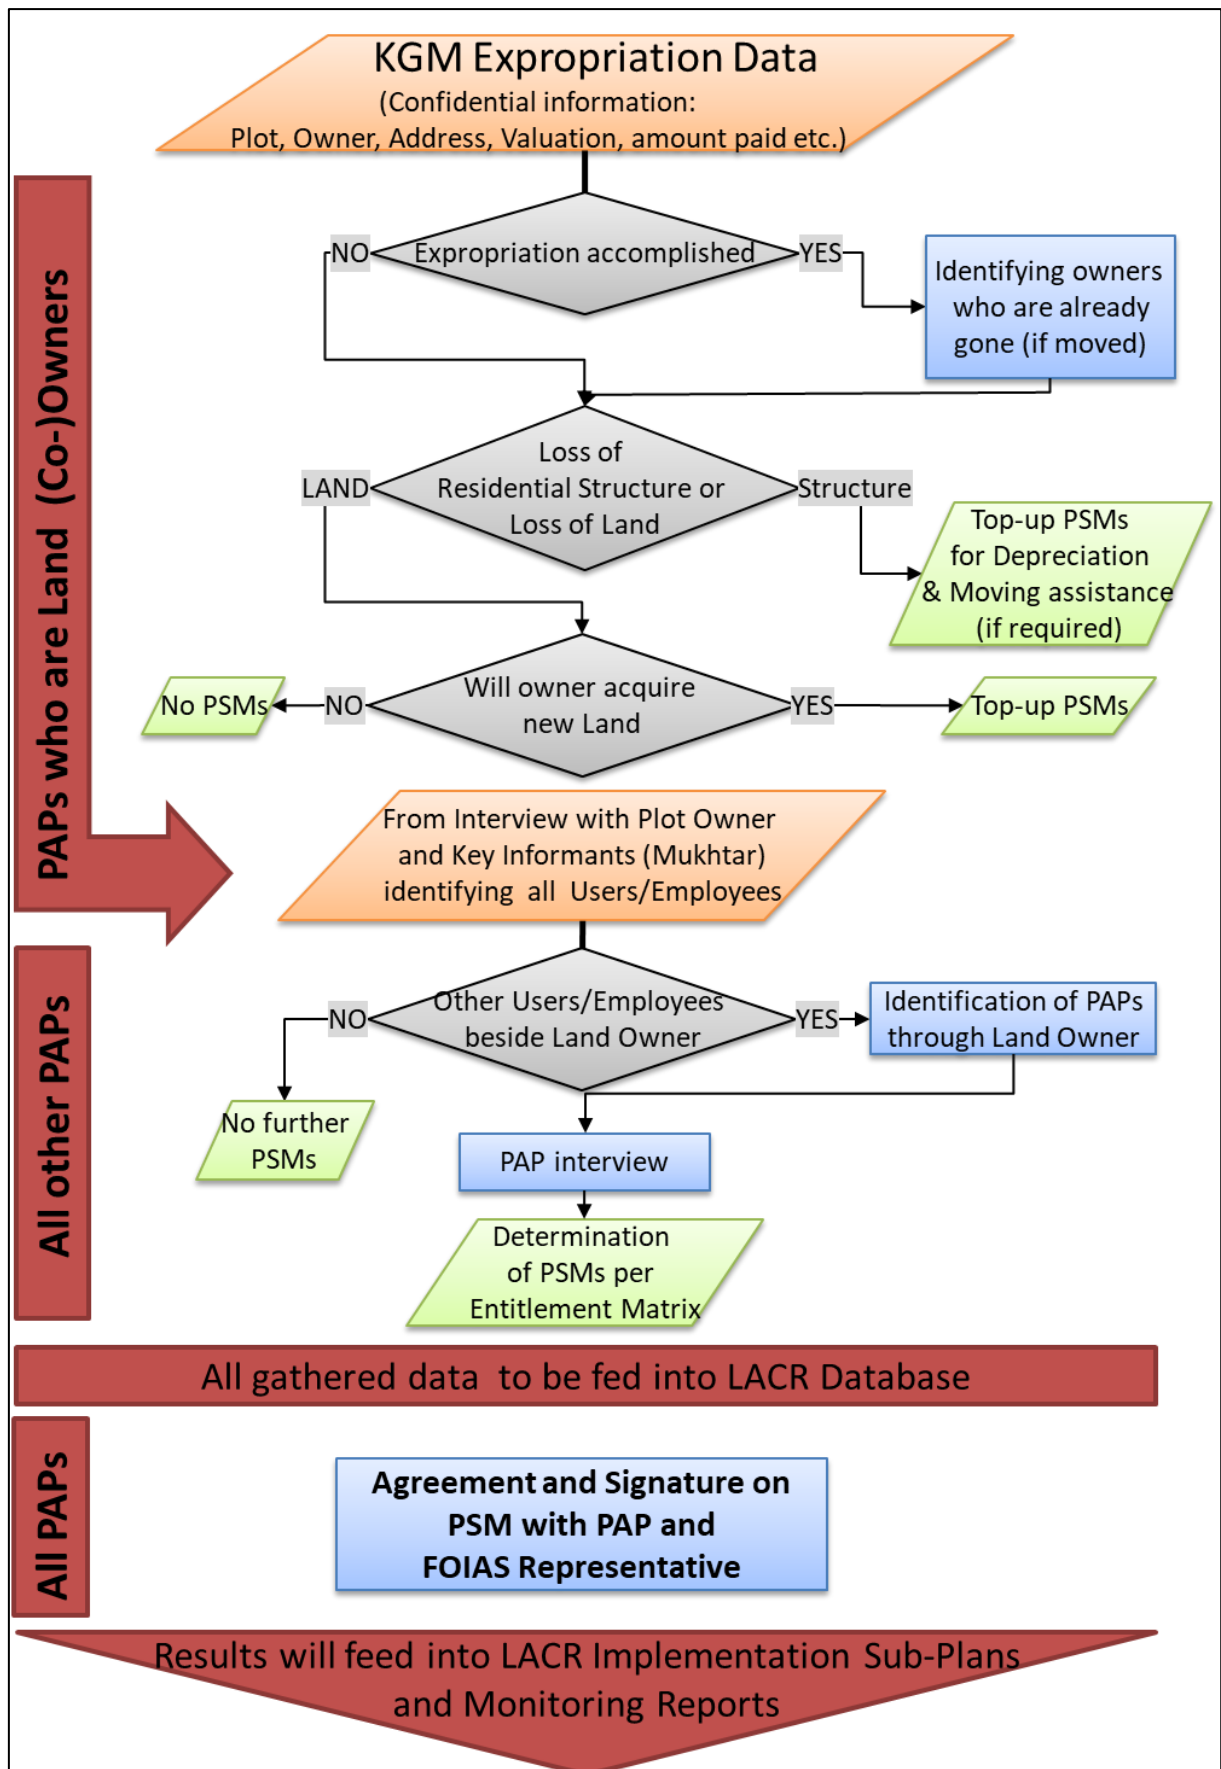 KGM Expropriation Data
(Confidential information:
Plot, Owner, Address, Valuation, amount paid etc.)
PAPs who are Land (Co-)Owners
NO
Expropriation accomplished
YES
Identifying owners
who are already
gone (if moved)
LAND
Loss of
Residential Structure or
Loss of Land
Structure
Top-up PSMs
for Depreciation
& Moving assistance
(if required)
No PSMs
NO
Will owner acquire
new Land
YES
Top-up PSMs
From Interview with Plot Owner
and Key Informants (Mukhtar)
identifying all Users/Employees
All other PAPs
NO
Other Users/Employees
beside Land Owner
YES
Identification of PAPs
through Land Owner
No further
PSMs
PAP interview
Determination
of PSMs per
Entitlement Matrix
All gathered data to be fed into LACR Database
All PAPs
Agreement and Signature on
PSM with PAP and
FOIAS Representative
Results will feed into LACR Implementation Sub-Plans
and Monitoring Reports